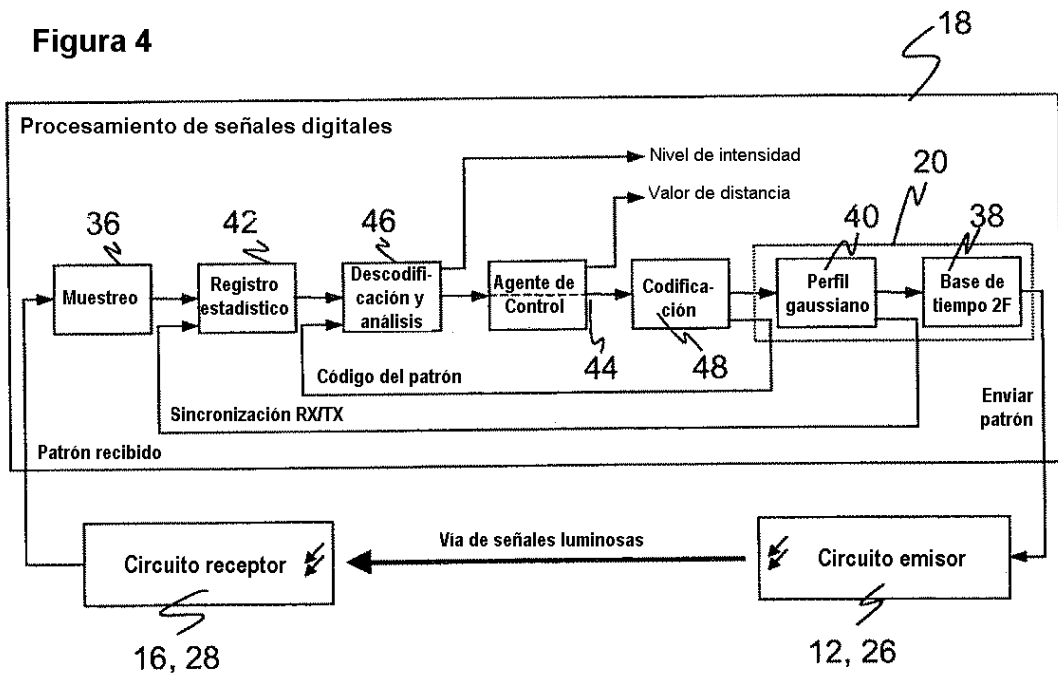 Figura 4
18
Procesamiento de señales digitales
Nivel de intensidad
Valor de distancia
20
36
42
46
40
38
Muestreo
Registro
estadístico
Descodifi-
cación y
análisis
Agente de
Control
Codifica-
ción
Perfil
gaussiano
Base de
tiempo 2F
44
48
Código del patrón
Sincronización RX/TX
Enviar
patrón
Patrón recibido
Circuito receptor
Vía de señales luminosas
Circuito emisor
16, 28
12, 26